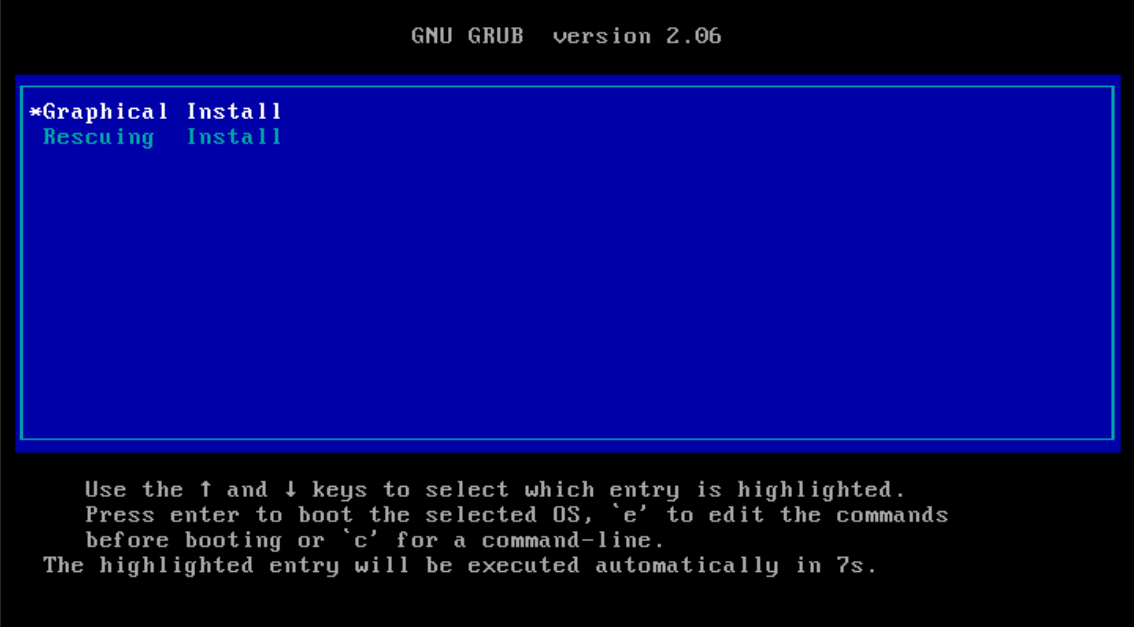 GNU GRUB  version 2.06
*Graphical Install
Rescuing  Install
Use the ↑ and ↓ keys to select which entry is highlighted.
Press enter to boot the selected OS, `e' to edit the commands
before booting or `c' for a command-line.
The highlighted entry will be executed automatically in 7s.